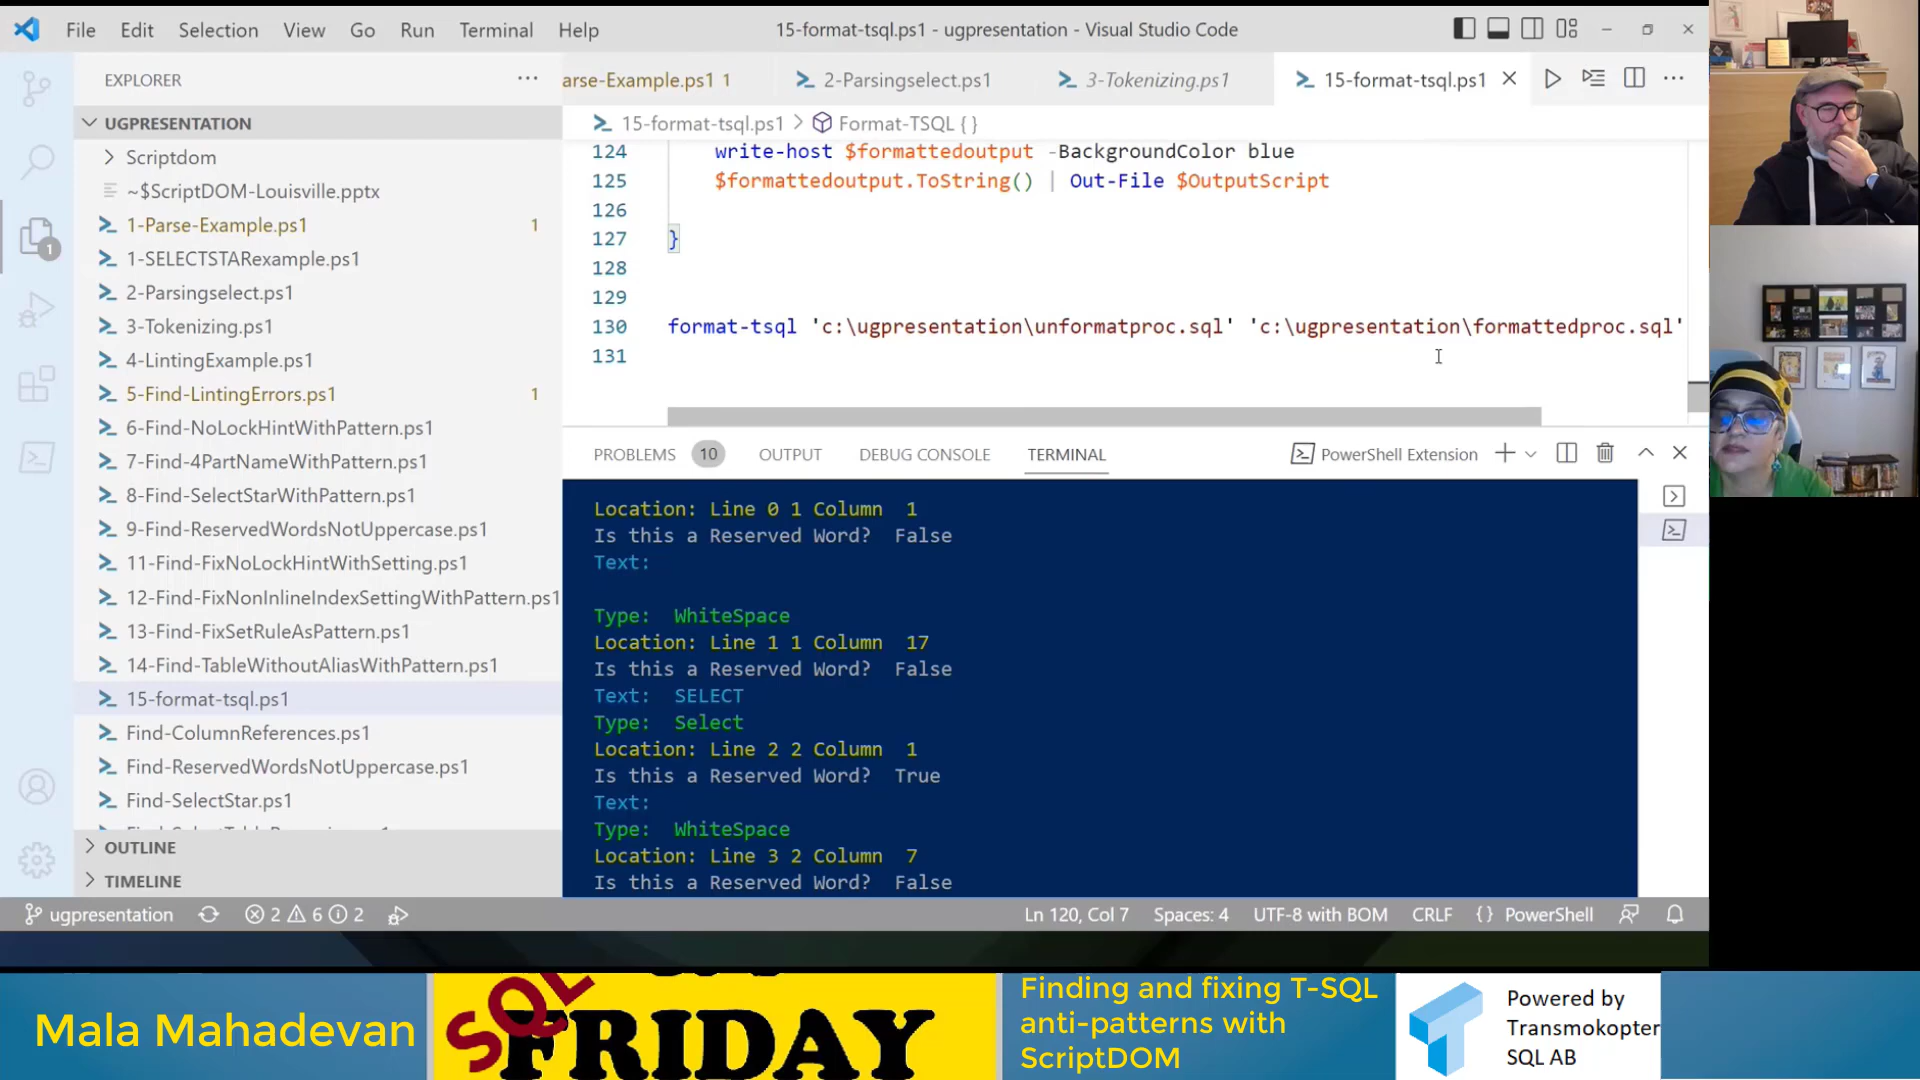 File Edit Selection View Go Run Terminal Help 15-format-tsql.ps1 - ugpresentation - Visual Studio Code
EXPLORER
arse-Example.ps1 1 2-Parsingselect.ps1 3-Tokenizing.ps1 15-format-tsql.ps1
UGPRESENTATION
15-format-tsql.ps1 > Format-TSQL { }
Scriptdom
~$ScriptDOM-Louisville.pptx
1-Parse-Example.ps1 1
1-SELECTSTARexample.ps1
2-Parsingselect.ps1
3-Tokenizing.ps1
4-LintingExample.ps1
5-Find-LintingErrors.ps1 1
6-Find-NoLockHintWithPattern.ps1
7-Find-4PartNameWithPattern.ps1
8-Find-SelectStarWithPattern.ps1
9-Find-ReservedWordsNotUppercase.ps1
11-Find-FixNoLockHintWithSetting.ps1
12-Find-FixNonInlineIndexSettingWithPattern.ps1
13-Find-FixSetRuleAsPattern.ps1
14-Find-TableWithoutAliasWithPattern.ps1
15-format-tsql.ps1
Find-ColumnReferences.ps1
Find-ReservedWordsNotUppercase.ps1
Find-SelectStar.ps1
OUTLINE
TIMELINE
1
124 write-host $formattedoutput -BackgroundColor blue
125 $formattedoutput.ToString() | Out-File $OutputScript
126
127 }
128
129
130 format-tsql 'c:\ugpresentation\unformatproc.sql' 'c:\ugpresentation\formattedproc.sql'
131
PROBLEMS 10 OUTPUT DEBUG CONSOLE TERMINAL PowerShell Extension
Location: Line 0 1 Column 1
Is this a Reserved Word? False
Text:
Type: WhiteSpace
Location: Line 1 1 Column 17
Is this a Reserved Word? False
Text: SELECT
Type: Select
Location: Line 2 2 Column 1
Is this a Reserved Word? True
Text:
Type: WhiteSpace
Location: Line 3 2 Column 7
Is this a Reserved Word? False
ugpresentation 2 6 2 Ln 120, Col 7 Spaces: 4 UTF-8 with BOM CRLF { } PowerShell
Mala Mahadevan
SQL
FRIDAY
Finding and fixing T-SQL
anti-patterns with
ScriptDOM
Powered by
Transmokopter
SQL AB